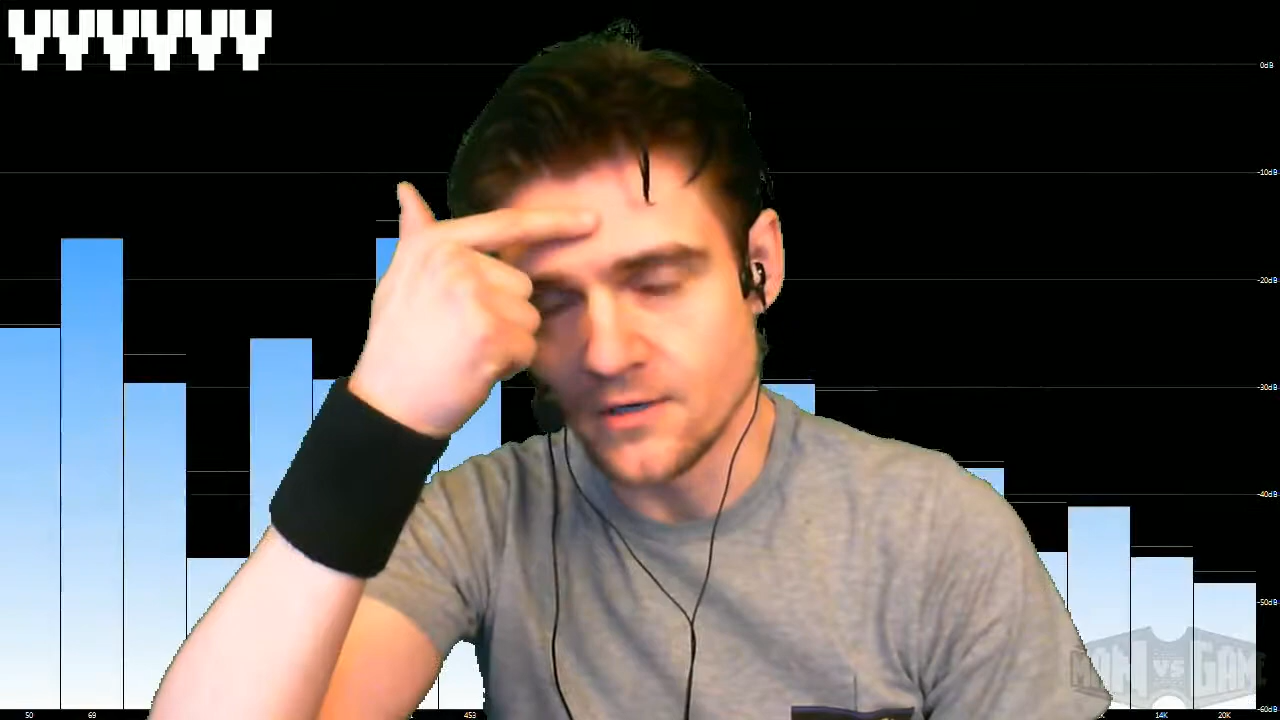 VVVVVV
0dB
-10dB
-20dB
-30dB
-40dB
-50dB
MAN VS GAME
-60dB
50 69 453 14K 20K